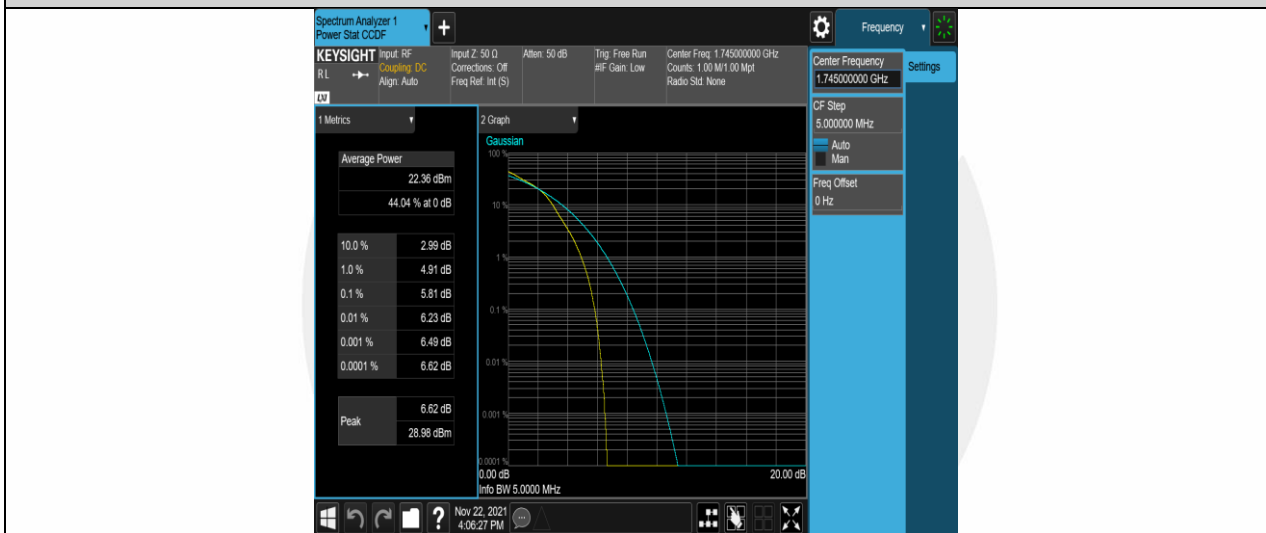 Spectrum Analyzer 1
Power Stat CCDF
Frequency
KEYSIGHT
RL
LXI
Input: RF
Coupling: DC
Align: Auto
Input Z: 50 Ω
Corrections: Off
Freq Ref: Int (S)
Atten: 50 dB
Trig: Free Run
#IF Gain: Low
Center Freq: 1.745000000 GHz
Counts: 1.00 M/1.00 Mpt
Radio Std: None
Center Frequency
1.745000000 GHz
Settings
CF Step
5.000000 MHz
Auto
Man
Freq Offset
0 Hz
1 Metrics
Average Power
22.36 dBm
44.04 % at 0 dB
10.0 % 2.99 dB
1.0 % 4.91 dB
0.1 % 5.81 dB
0.01 % 6.23 dB
0.001 % 6.49 dB
0.0001 % 6.62 dB
Peak
6.62 dB
28.98 dBm
2 Graph
Gaussian
100 %
10 %
1 %
0.1 %
0.01 %
0.001 %
0.0001 %
0.00 dB 20.00 dB
Info BW 5.0000 MHz
?
Nov 22, 2021
4:06:27 PM